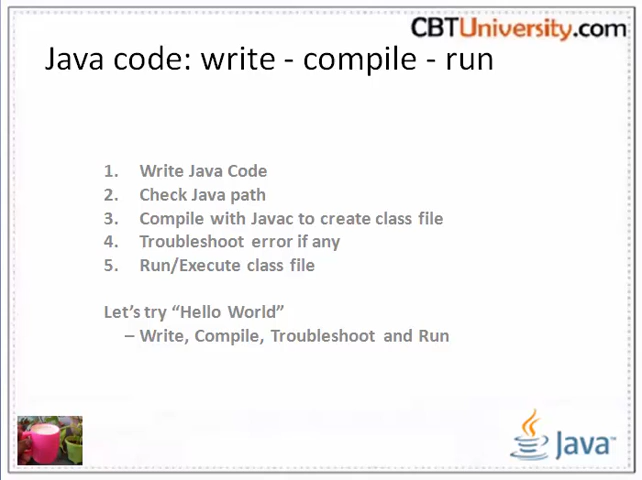 CBTUniversity.com
Java code: write - compile - run
1. Write Java Code
2. Check Java path
3. Compile with Javac to create class file
4. Troubleshoot error if any
5. Run/Execute class file
Let's try “Hello World”
– Write, Compile, Troubleshoot and Run
Java™